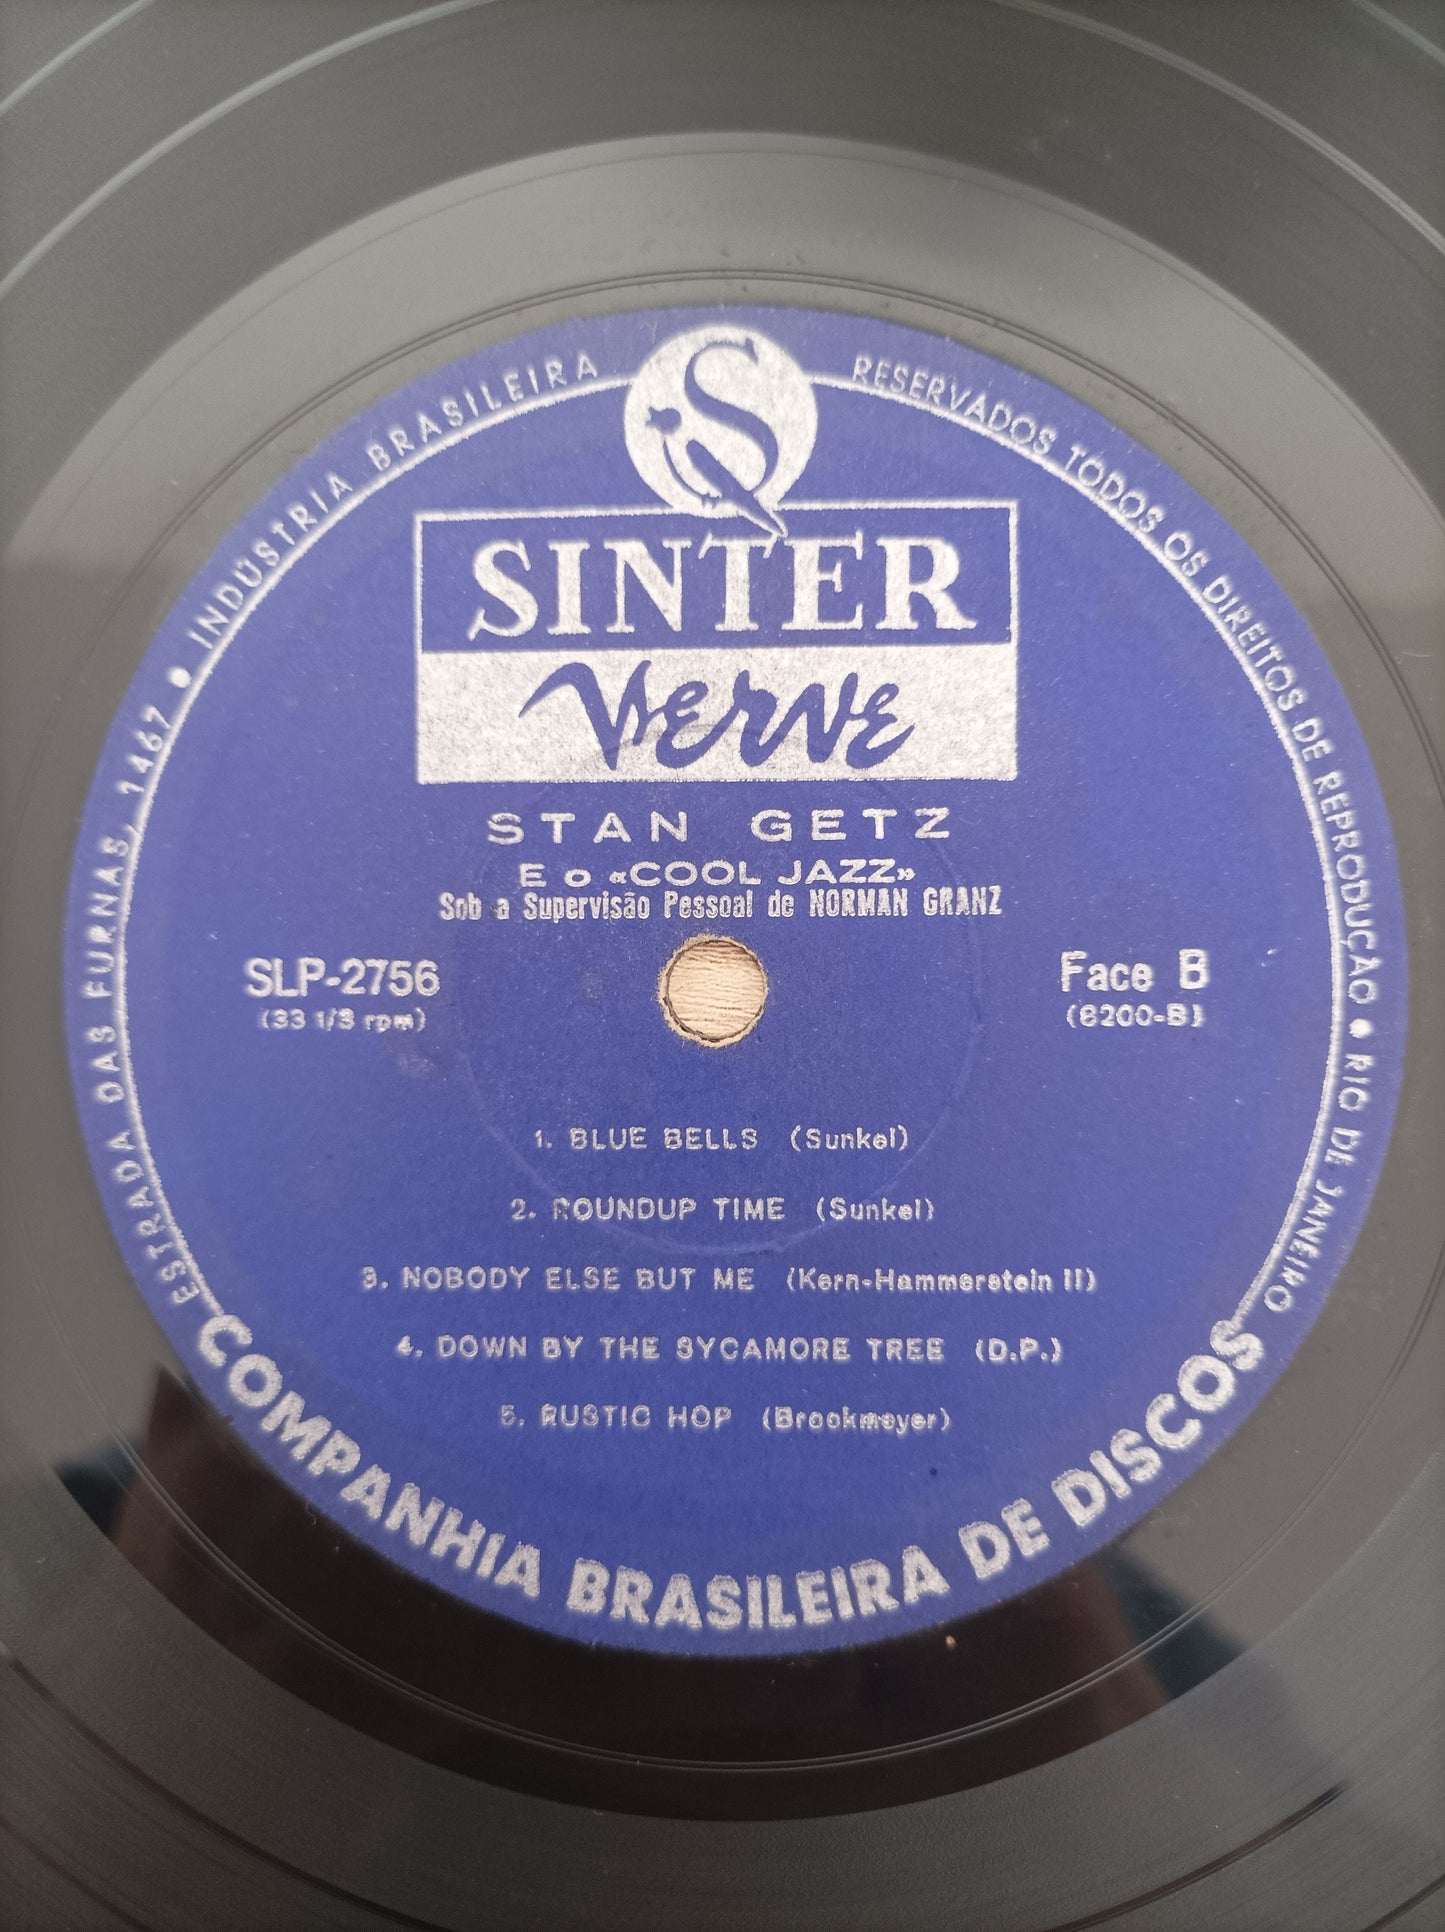 ESTRADA DAS FURNAS, 1467 • INDÚSTRIA BRASILEIRA
S
RESERVADOS TODOS OS DIREITOS DE REPRODUÇÃO • RIO DE JANEIRO
SINTER
Verve
STAN GETZ
E o «COOL JAZZ»
Sob a Supervisão Pessoal de NORMAN GRANZ
SLP-2756
(33 1/3 rpm)
Face B
(8200-B)
1. BLUE BELLS (Sunkel)
2. ROUNDUP TIME (Sunkel)
3. NOBODY ELSE BUT ME (Kern-Hammerstein II)
4. DOWN BY THE SYCAMORE TREE (D.P.)
5. RUSTIC HOP (Brookmeyer)
COMPANHIA BRASILEIRA DE DISCOS